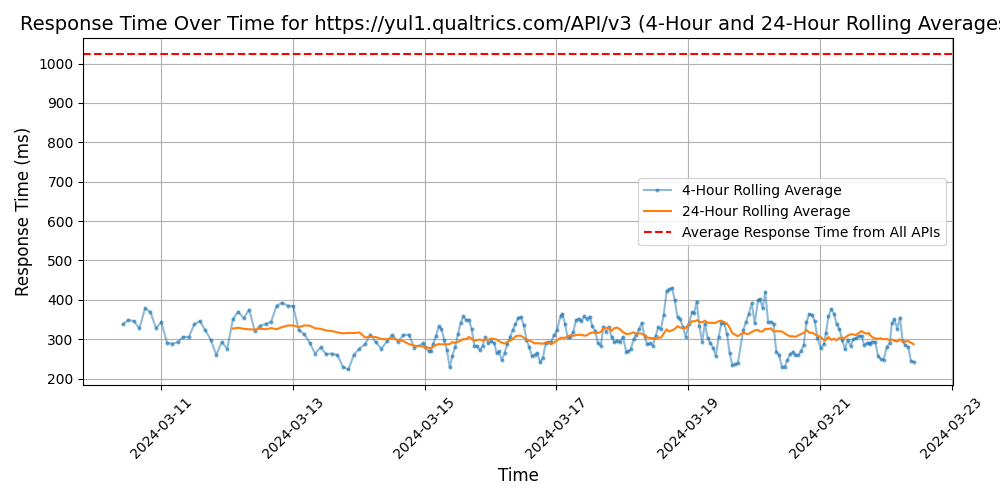 Response Time Over Time for https://yul1.qualtrics.com/API/v3 (4-Hour and 24-Hour Rolling Averages
Response Time (ms)
1000
900
800
700
600
500
400
300
200
4-Hour Rolling Average
24-Hour Rolling Average
Average Response Time from All APIs
2024-03-11
2024-03-13
2024-03-15
2024-03-17
2024-03-19
2024-03-21
2024-03-23
Time